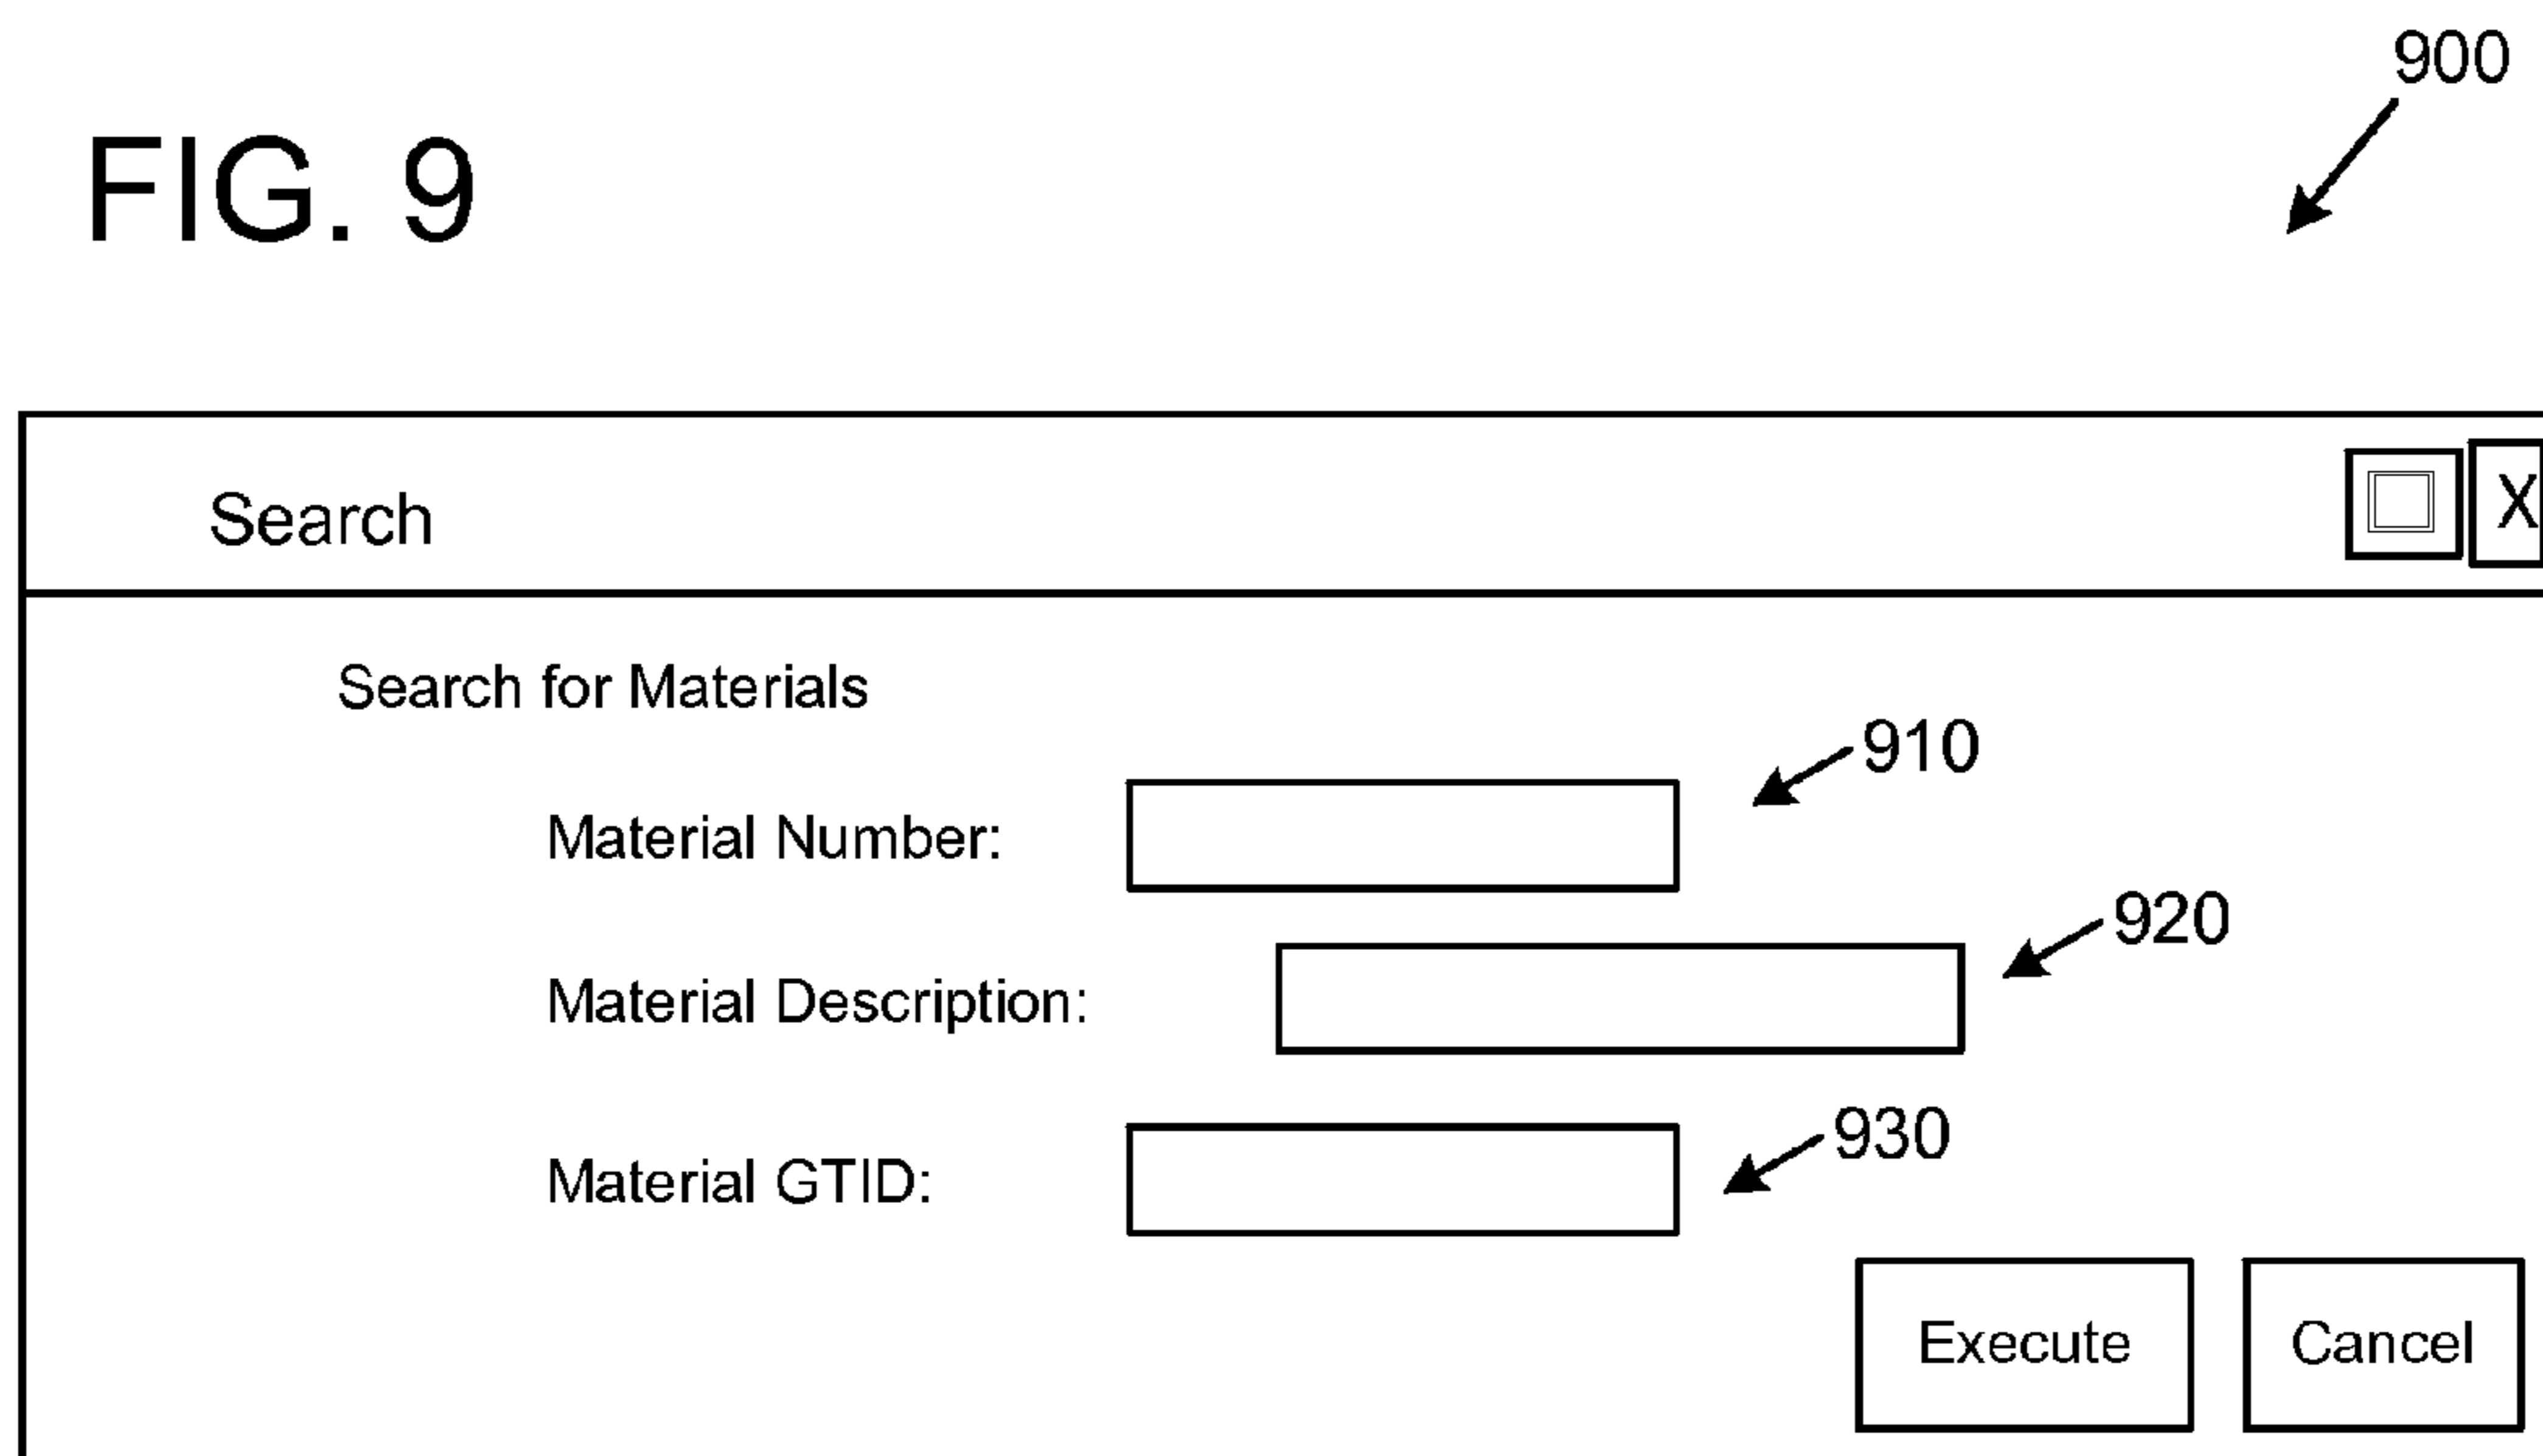 900
FIG. 9
Search X
Search for Materials
910
Material Number:
920
Material Description:
930
Material GTID:
Execute Cancel